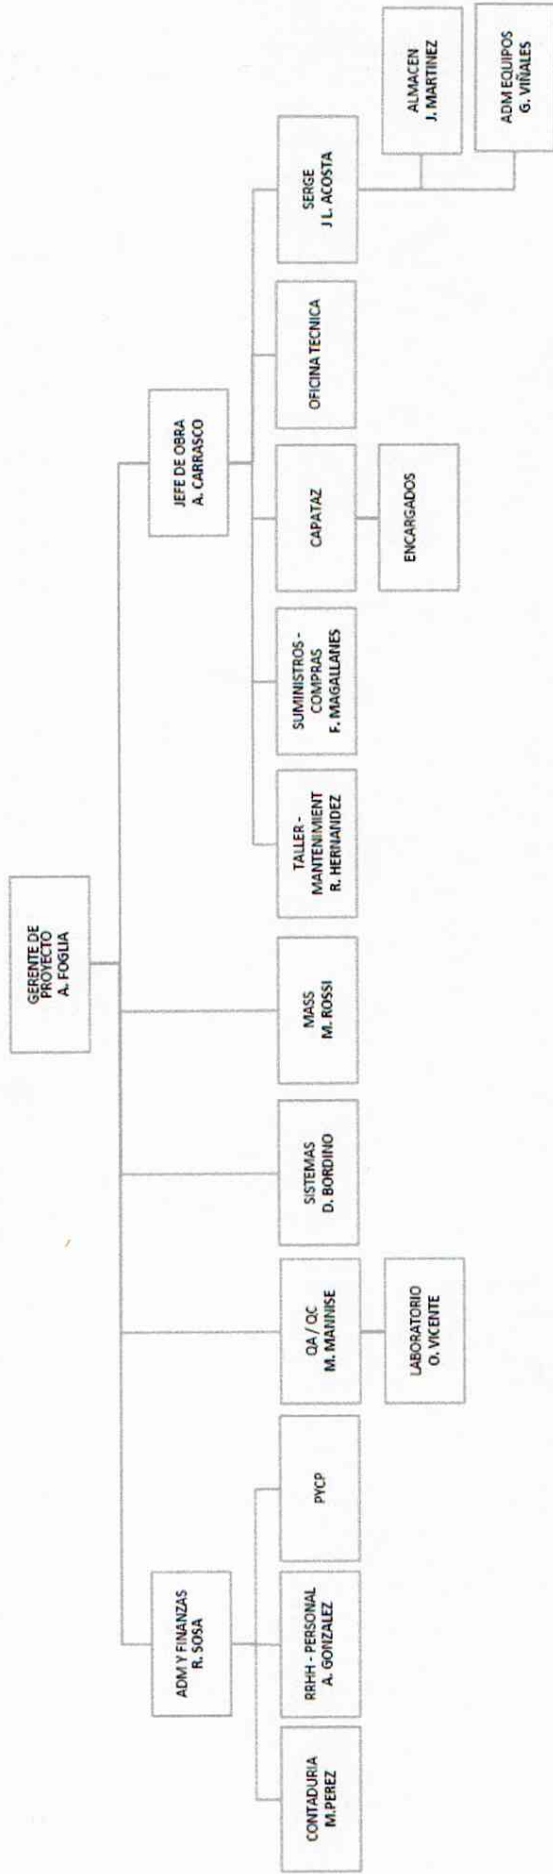 GERENTE DE
PROYECTO
A. FOGLIA
ADM Y FINANZAS
R. SOSA
JEFE DE OBRA
A. CARRASCO
CONTADURIA
M.PEREZ
RRHH - PERSONAL
A. GONZALEZ
PYCP
QA / QC
M. MANNISE
SISTEMAS
D. BORDINO
MASS
M. ROSSI
TALLER -
MANTENIMIENT
R. HERNANDEZ
SUMINISTROS -
COMPRAS
F. MAGALLANES
CAPATAZ
OFICINA TECNICA
SERGE
J L. ACOSTA
LABORATORIO
O. VICENTE
ENCARGADOS
ALMACEN
J. MARTINEZ
ADM EQUIPOS
G. VIÑALES